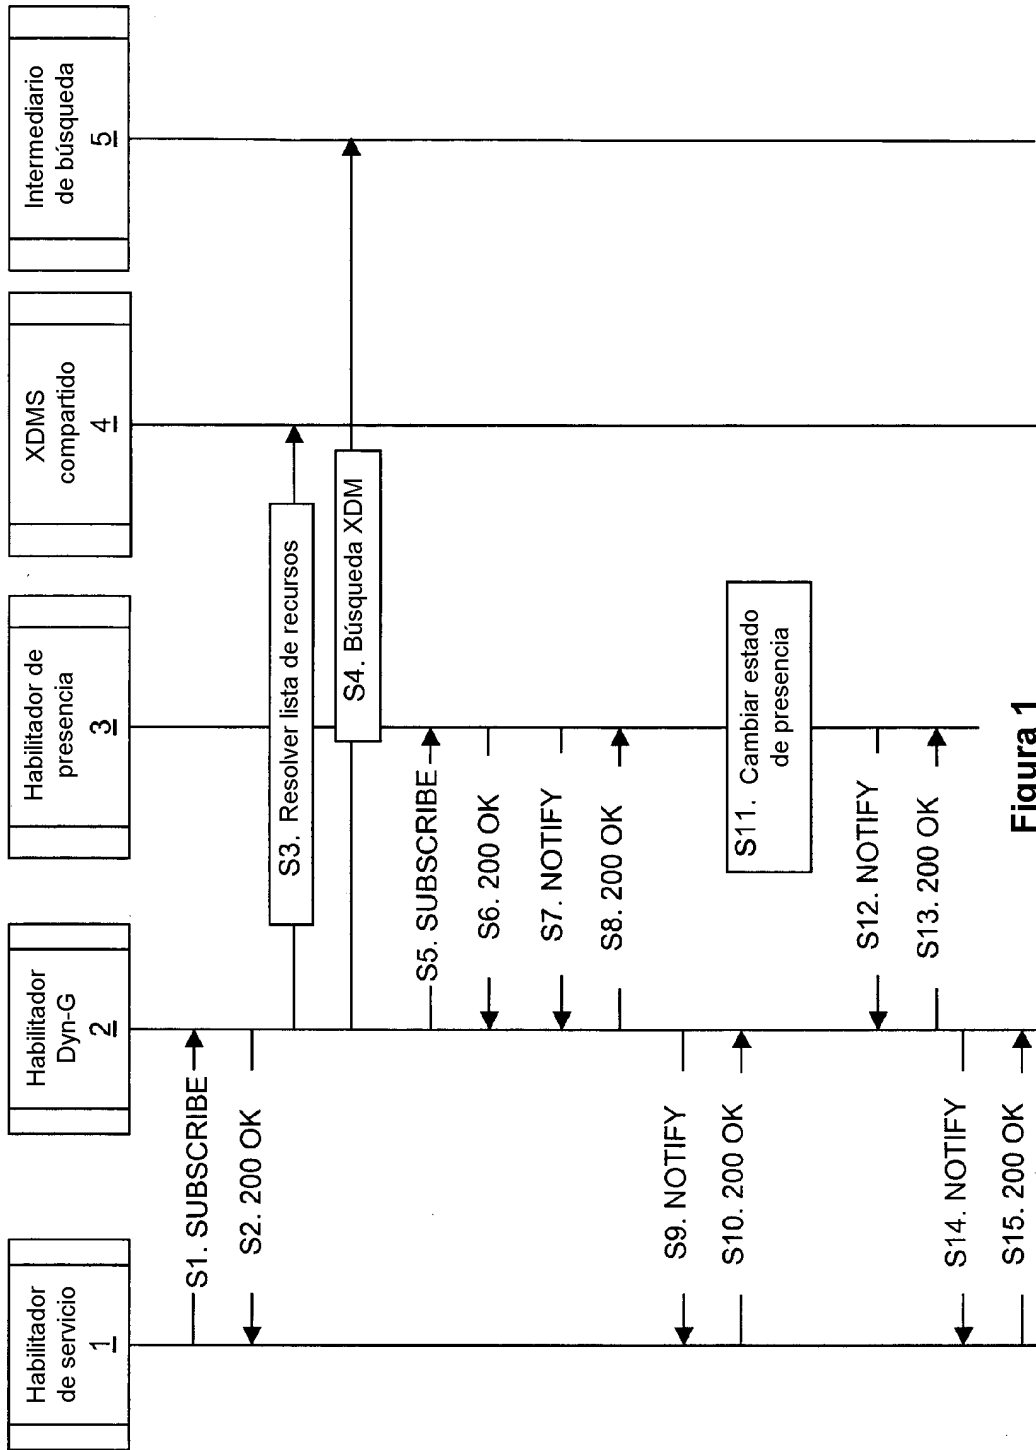 Habilitador
de servicio
1
Habilitador
Dyn-G
2
Habilitador de
presencia
3
XDMS
compartido
4
Intermediario
de búsqueda
5
S1. SUBSCRIBE
S2. 200 OK
S3. Resolver lista de recursos
S4. Búsqueda XDM
S5. SUBSCRIBE
S6. 200 OK
S7. NOTIFY
S8. 200 OK
S9. NOTIFY
S10. 200 OK
S11. Cambiar estado
de presencia
S12. NOTIFY
S13. 200 OK
S14. NOTIFY
S15. 200 OK
Figura 1